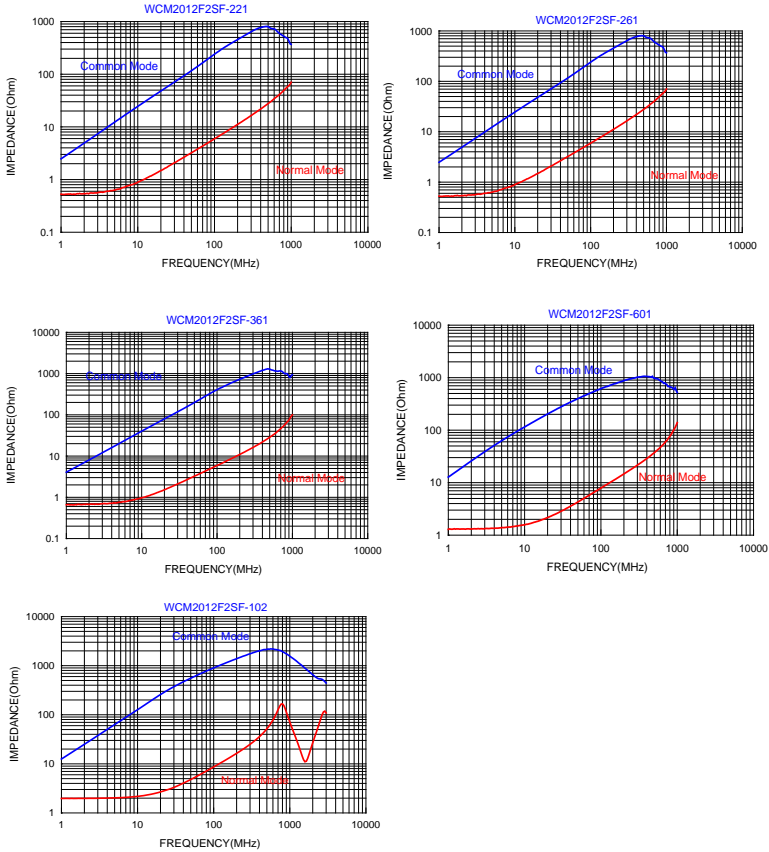 WCM2012F2SF-221
1000
100
10
1
0.1
IMPEDANCE(Ohm)
Common Mode
Normal Mode
1
10
100
1000
10000
FREQUENCY(MHz)
WCM2012F2SF-261
1000
100
10
1
0.1
IMPEDANCE(Ohm)
Common Mode
Normal Mode
1
10
100
1000
10000
FREQUENCY(MHz)
WCM2012F2SF-361
10000
1000
100
10
1
0.1
IMPEDANCE(Ohm)
Common Mode
Normal Mode
1
10
100
1000
10000
FREQUENCY(MHz)
WCM2012F2SF-601
10000
1000
100
10
1
IMPEDANCE(Ohm)
Common Mode
Normal Mode
1
10
100
1000
10000
FREQUENCY(MHz)
WCM2012F2SF-102
10000
1000
100
10
1
IMPEDANCE(Ohm)
Common Mode
Normal Mode
1
10
100
1000
10000
FREQUENCY(MHz)